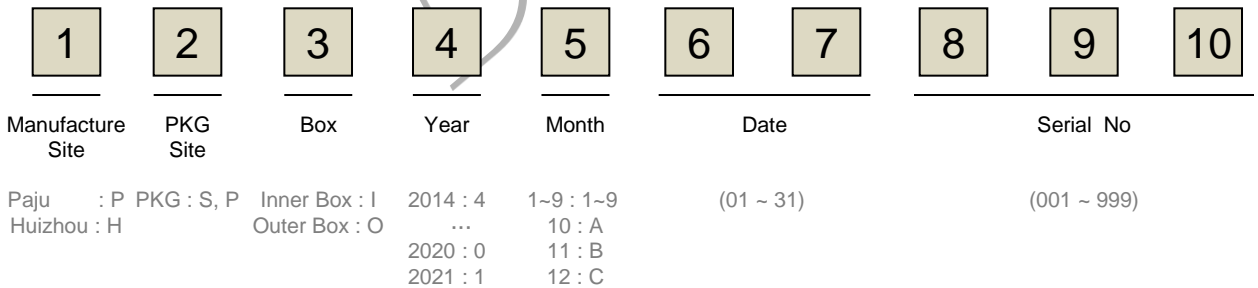 1 2 3 4 5 6 7 8 9 10
Manufacture Site PKG Site Box Year Month Date Serial No
Paju : P PKG : S, P Inner Box : I 2014 : 4 1~9 : 1~9 (01 ~ 31) (001 ~ 999)
Huizhou : H Outer Box : O … 10 : A
2020 : 0 11 : B
2021 : 1 12 : C